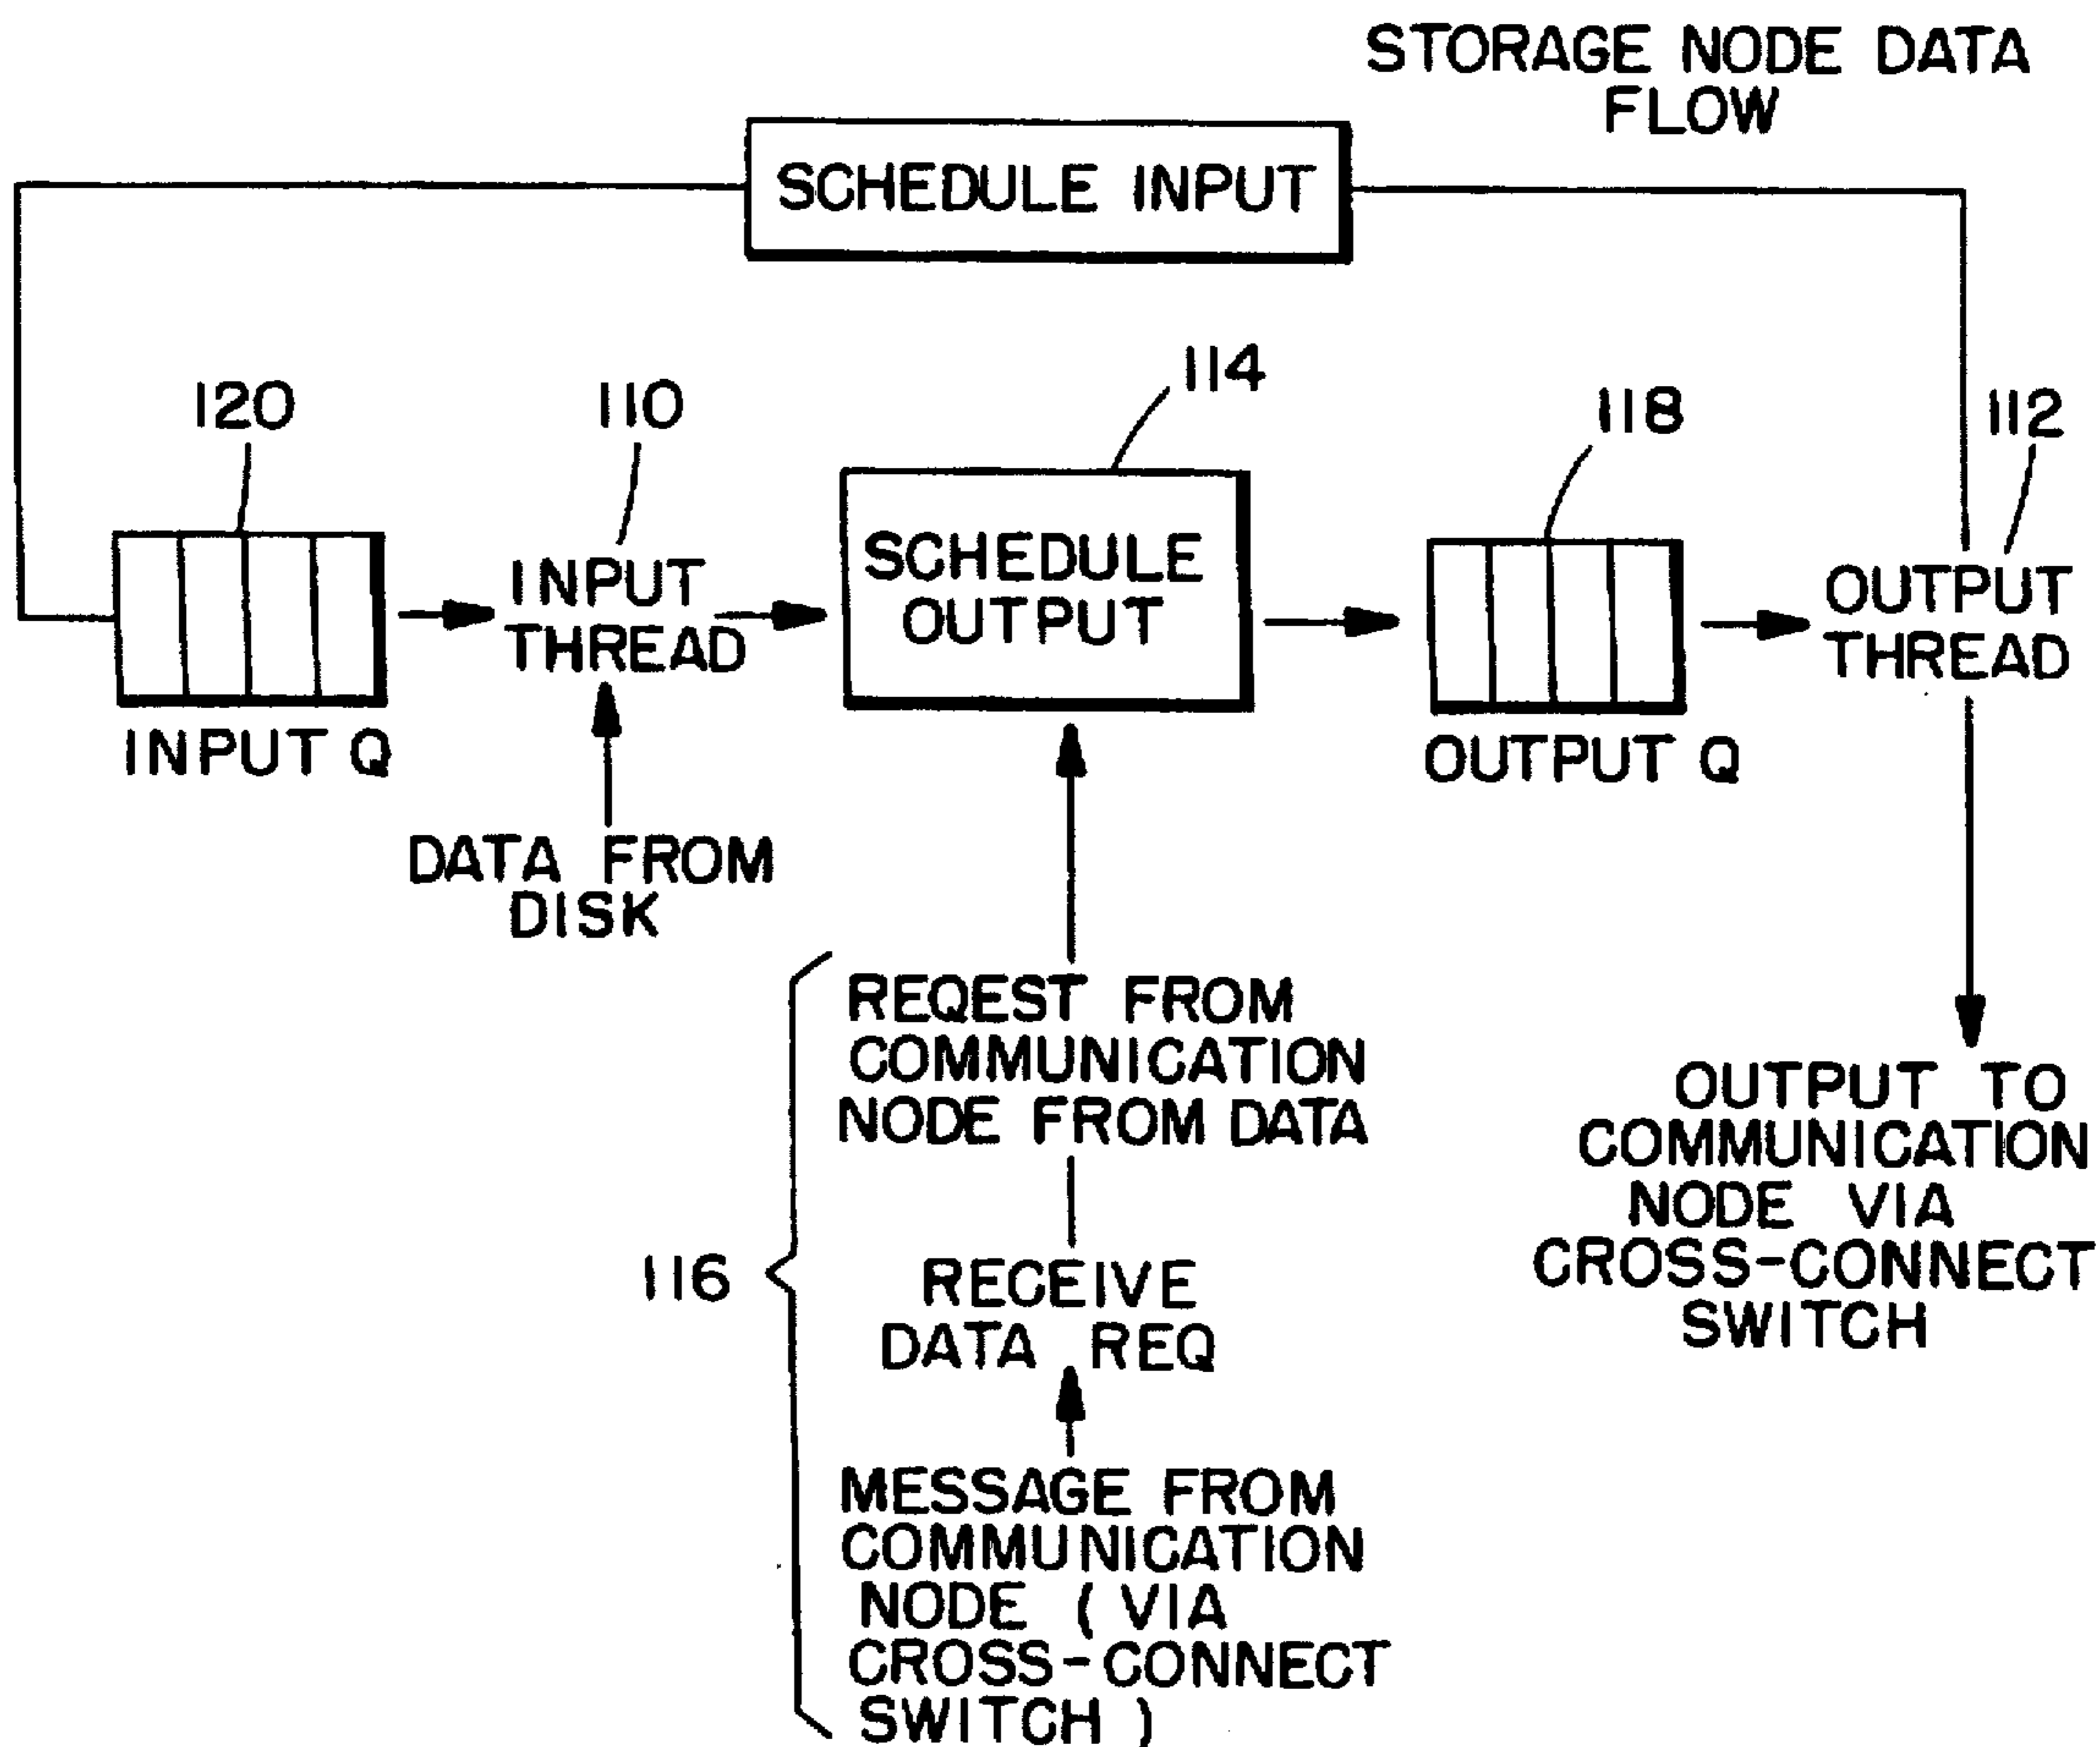 STORAGE NODE DATA
FLOW
SCHEDULE INPUT
120
110
114
118
112
INPUT
THREAD
SCHEDULE
OUTPUT
OUTPUT
THREAD
INPUT Q
OUTPUT Q
DATA FROM
DISK
REQEST FROM
COMMUNICATION
NODE FROM DATA
116
RECEIVE
DATA REQ
MESSAGE FROM
COMMUNICATION
NODE (VIA
CROSS-CONNECT
SWITCH)
OUTPUT TO
COMMUNICATION
NODE VIA
CROSS-CONNECT
SWITCH